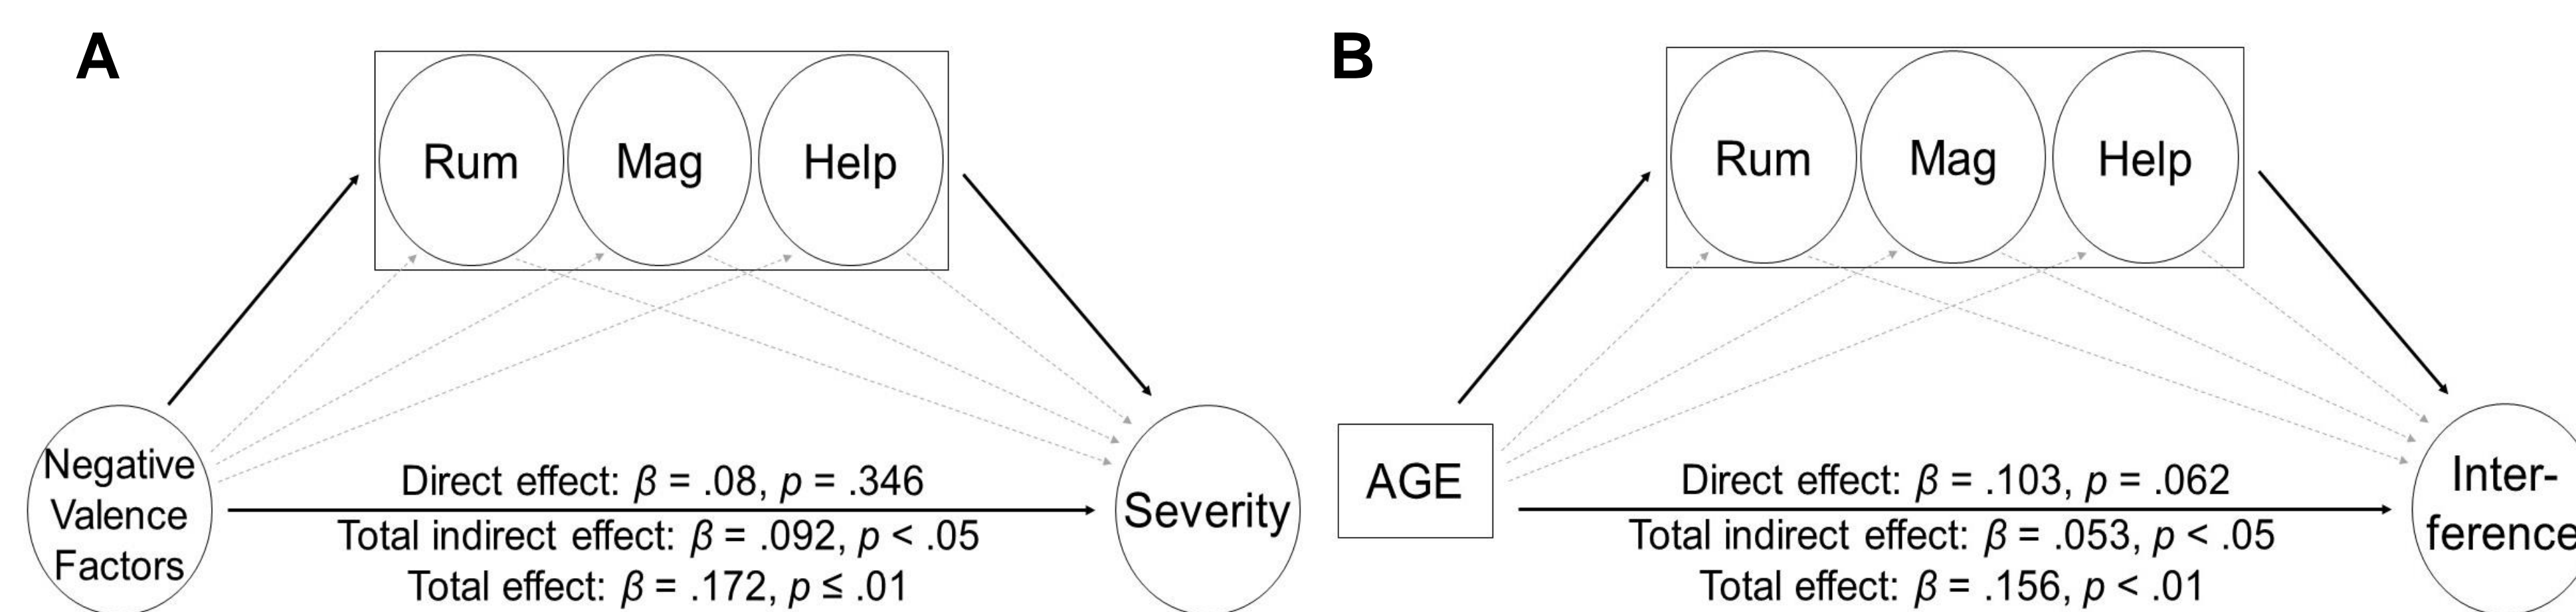 A
Rum
Mag
Help
Negative
Valence
Factors
Direct effect: β = .08, p = .346
Total indirect effect: β = .092, p < .05
Total effect: β = .172, p ≤ .01
Severity
B
Rum
Mag
Help
AGE
Direct effect: β = .103, p = .062
Total indirect effect: β = .053, p < .05
Total effect: β = .156, p < .01
Inter-
ference